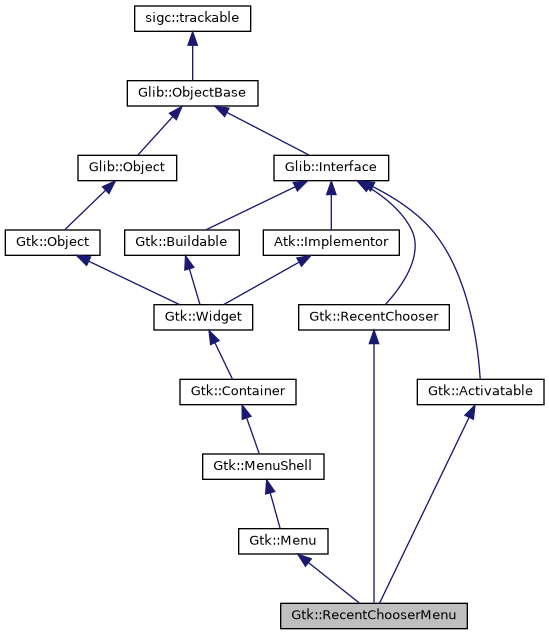 sigc::trackable
Glib::ObjectBase
Glib::Object
Glib::Interface
Gtk::Object
Gtk::Buildable
Atk::Implementor
Gtk::Widget
Gtk::RecentChooser
Gtk::Container
Gtk::Activatable
Gtk::MenuShell
Gtk::Menu
Gtk::RecentChooserMenu